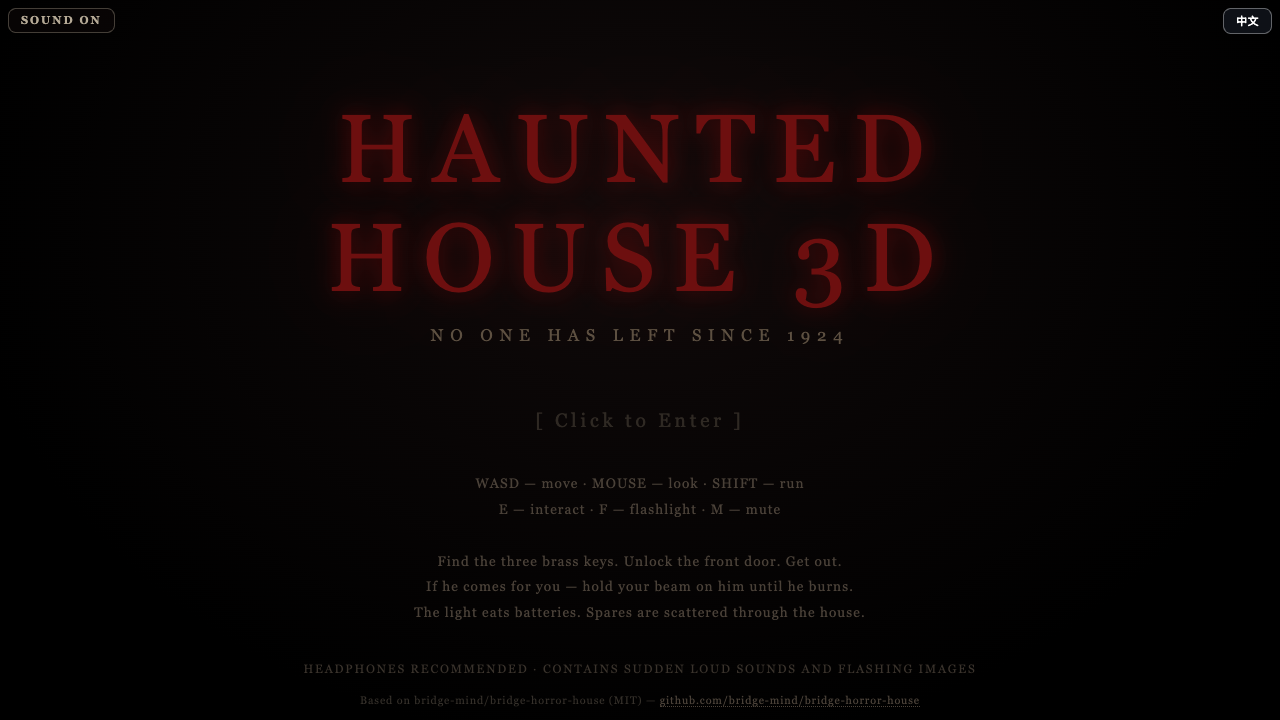 SOUND ON
中文
HAUNTED
HOUSE 3D
NO ONE HAS LEFT SINCE 1924
[ Click to Enter ]
WASD — move · MOUSE — look · SHIFT — run
E — interact · F — flashlight · M — mute
Find the three brass keys. Unlock the front door. Get out.
If he comes for you — hold your beam on him until he burns.
The light eats batteries. Spares are scattered through the house.
HEADPHONES RECOMMENDED · CONTAINS SUDDEN LOUD SOUNDS AND FLASHING IMAGES
Based on bridge-mind/bridge-horror-house (MIT) — github.com/bridge-mind/bridge-horror-house